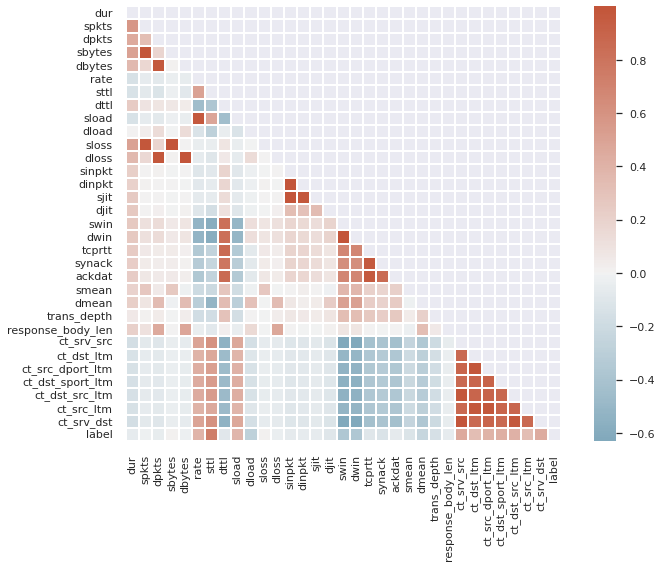 dur
spkts
dpkts
sbytes
dbytes
rate
sttl
dttl
sload
dload
sloss
dloss
sinpkt
dinpkt
sjit
djit
swin
dwin
tcprtt
synack
ackdat
smean
dmean
trans_depth
response_body_len
ct_srv_src
ct_dst_ltm
ct_src_dport_ltm
ct_dst_sport_ltm
ct_dst_src_ltm
ct_src_ltm
ct_srv_dst
label
dur
spkts
dpkts
sbytes
dbytes
rate
sttl
dttl
sload
dload
sloss
dloss
sinpkt
dinpkt
sjit
djit
swin
dwin
tcprtt
synack
ackdat
smean
dmean
trans_depth
response_body_len
ct_srv_src
ct_dst_ltm
ct_src_dport_ltm
ct_dst_sport_ltm
ct_dst_src_ltm
ct_src_ltm
ct_srv_dst
label
0.8
0.6
0.4
0.2
0.0
−0.2
−0.4
−0.6